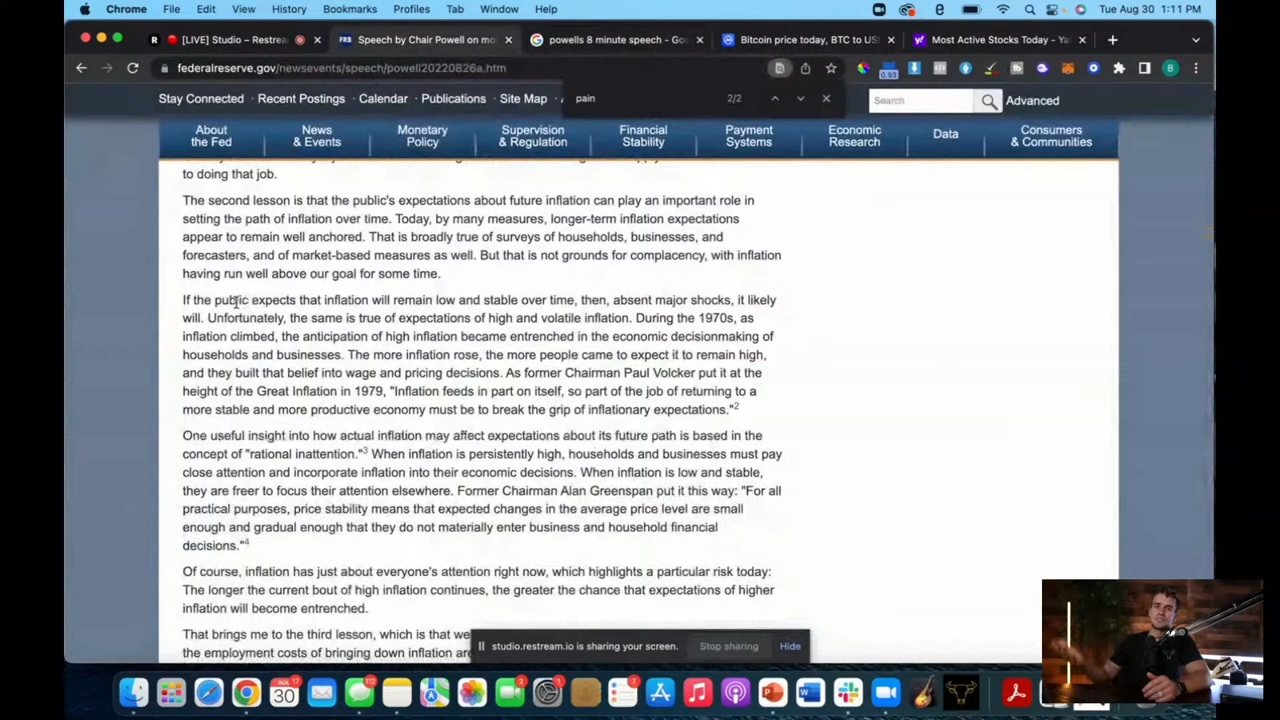 Chrome File Edit View History Bookmarks Profiles Tab Window Help Tue Aug 30 1:11 PM
[LIVE] Studio – Restrea Speech by Chair Powell on mo powells 8 minute speech - Goo Bitcoin price today, BTC to US Most Active Stocks Today - Ya
federalreserve.gov/newsevents/speech/powell20220826a.htm 0.93 B
Stay Connected Recent Postings Calendar Publications Site Map pain 2/2 Search Advanced
About the Fed
News & Events
Monetary Policy
Supervision & Regulation
Financial Stability
Payment Systems
Economic Research
Data
Consumers & Communities
to doing that job.
The second lesson is that the public's expectations about future inflation can play an important role in
setting the path of inflation over time. Today, by many measures, longer-term inflation expectations
appear to remain well anchored. That is broadly true of surveys of households, businesses, and
forecasters, and of market-based measures as well. But that is not grounds for complacency, with inflation
having run well above our goal for some time.
If the public expects that inflation will remain low and stable over time, then, absent major shocks, it likely
will. Unfortunately, the same is true of expectations of high and volatile inflation. During the 1970s, as
inflation climbed, the anticipation of high inflation became entrenched in the economic decisionmaking of
households and businesses. The more inflation rose, the more people came to expect it to remain high,
and they built that belief into wage and pricing decisions. As former Chairman Paul Volcker put it at the
height of the Great Inflation in 1979, "Inflation feeds in part on itself, so part of the job of returning to a
more stable and more productive economy must be to break the grip of inflationary expectations."2
One useful insight into how actual inflation may affect expectations about its future path is based in the
concept of "rational inattention."3 When inflation is persistently high, households and businesses must pay
close attention and incorporate inflation into their economic decisions. When inflation is low and stable,
they are freer to focus their attention elsewhere. Former Chairman Alan Greenspan put it this way: "For all
practical purposes, price stability means that expected changes in the average price level are small
enough and gradual enough that they do not materially enter business and household financial
decisions."4
Of course, inflation has just about everyone's attention right now, which highlights a particular risk today:
The longer the current bout of high inflation continues, the greater the chance that expectations of higher
inflation will become entrenched.
That brings me to the third lesson, which is that we
the employment costs of bringing down inflation are
studio.restream.io is sharing your screen. Stop sharing Hide